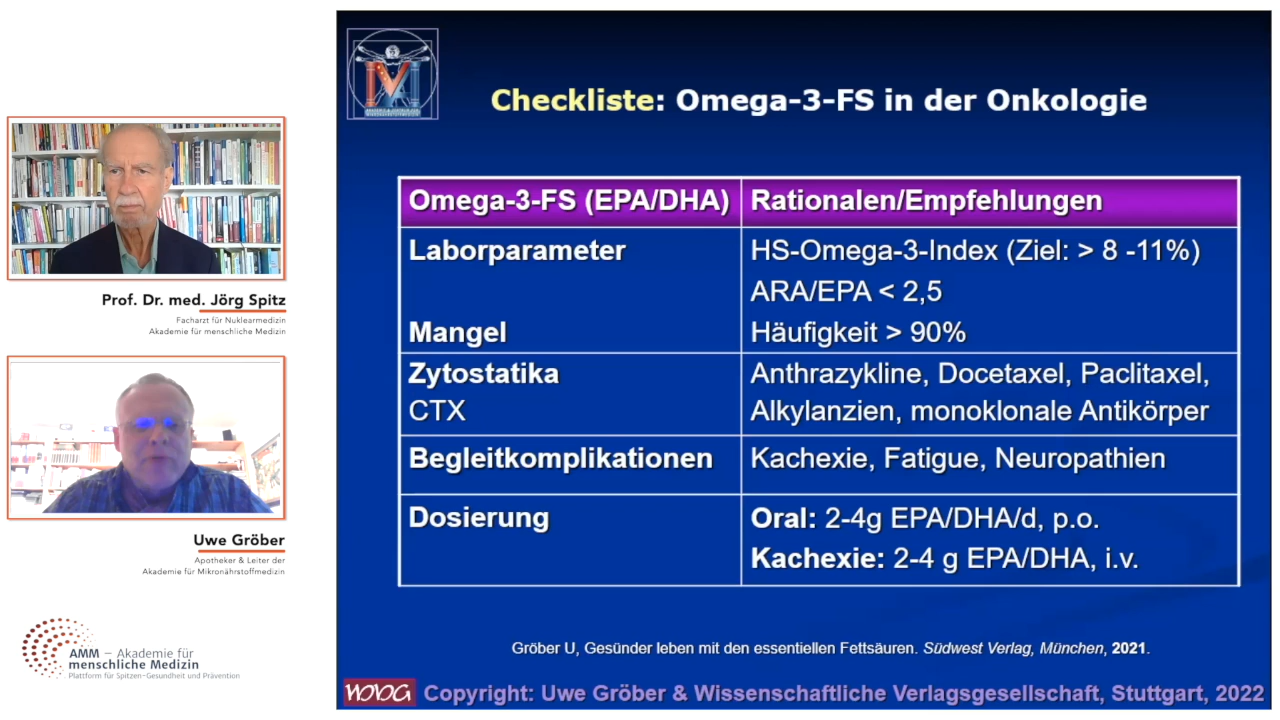 Checkliste: Omega-3-FS in der Onkologie
Omega-3-FS (EPA/DHA) Rationalen/Empfehlungen
Laborparameter HS-Omega-3-Index (Ziel: > 8 -11%)
ARA/EPA < 2,5
Mangel Häufigkeit > 90%
Zytostatika Anthrazykline, Docetaxel, Paclitaxel,
CTX Alkylanzien, monoklonale Antikörper
Begleitkomplikationen Kachexie, Fatigue, Neuropathien
Dosierung Oral: 2-4g EPA/DHA/d, p.o.
Kachexie: 2-4 g EPA/DHA, i.v.
Gröber U, Gesünder leben mit den essentiellen Fettsäuren. Südwest Verlag, München, 2021.
WOVOG Copyright: Uwe Gröber & Wissenschaftliche Verlagsgesellschaft, Stuttgart, 2022
Prof. Dr. med. Jörg Spitz
Facharzt für Nuklearmedizin
Akademie für menschliche Medizin
Uwe Gröber
Apotheker & Leiter der
Akademie für Mikronährstoffmedizin
AMM – Akademie für
menschliche Medizin
Plattform für Spitzen-Gesundheit und Prävention